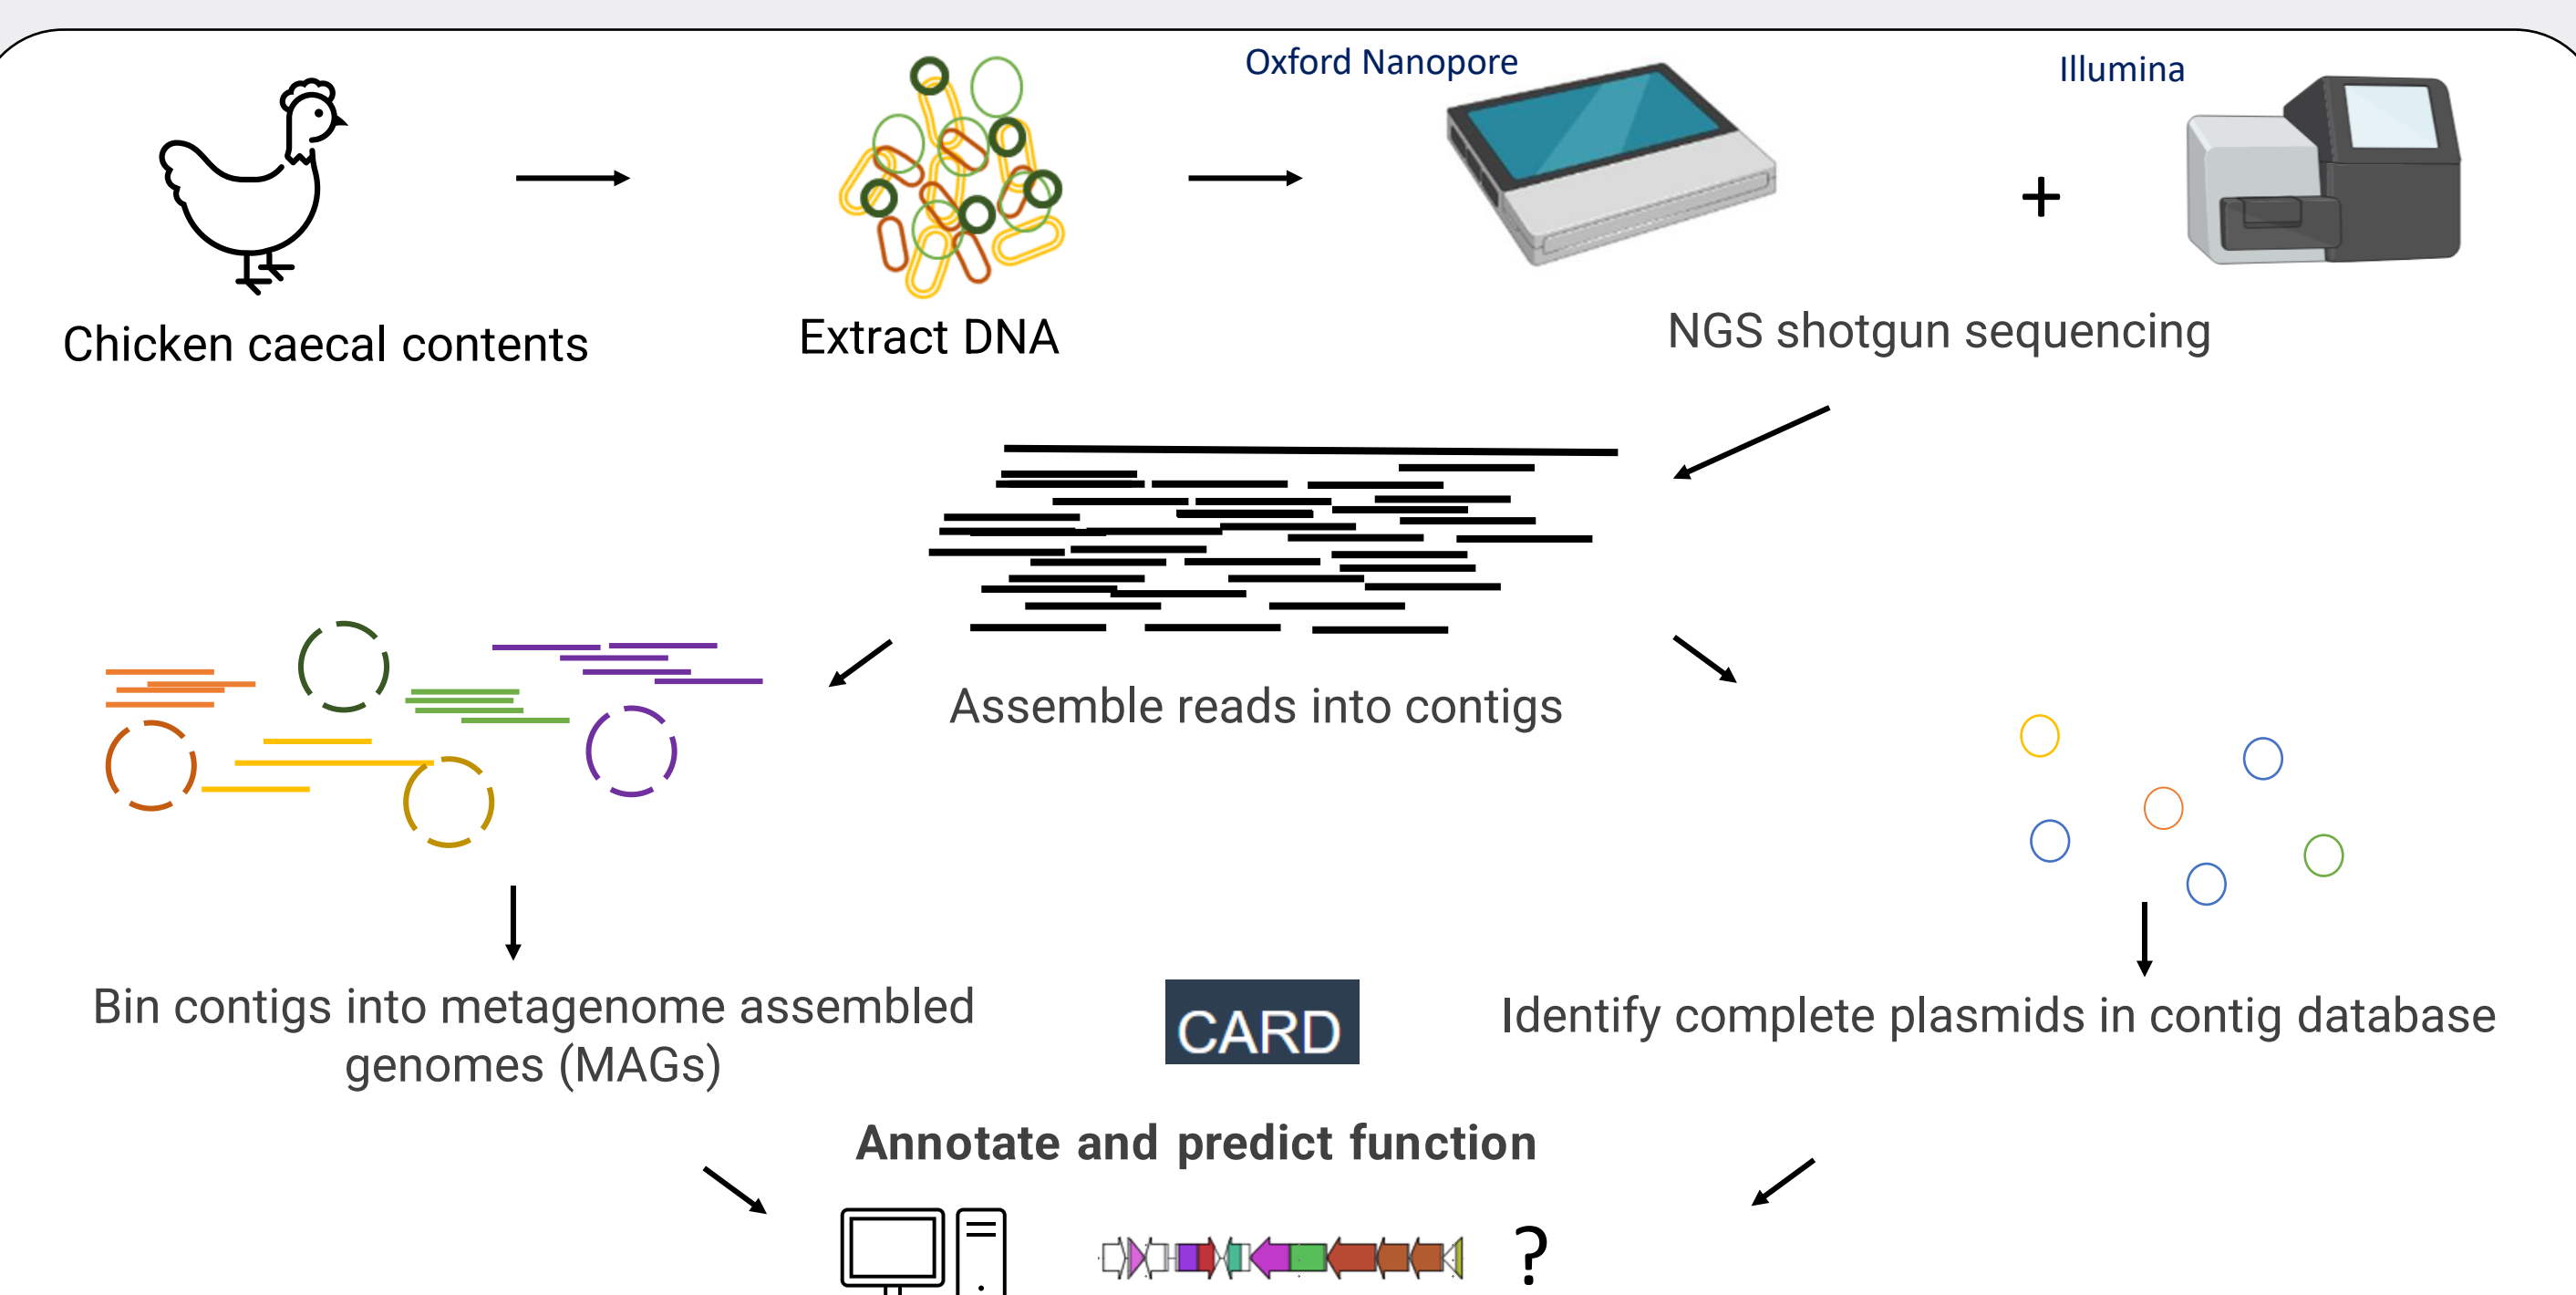 Oxford Nanopore
Illumina
+
Chicken caecal contents
Extract DNA
NGS shotgun sequencing
Assemble reads into contigs
Bin contigs into metagenome assembled
genomes (MAGs)
CARD
Identify complete plasmids in contig database
Annotate and predict function
?